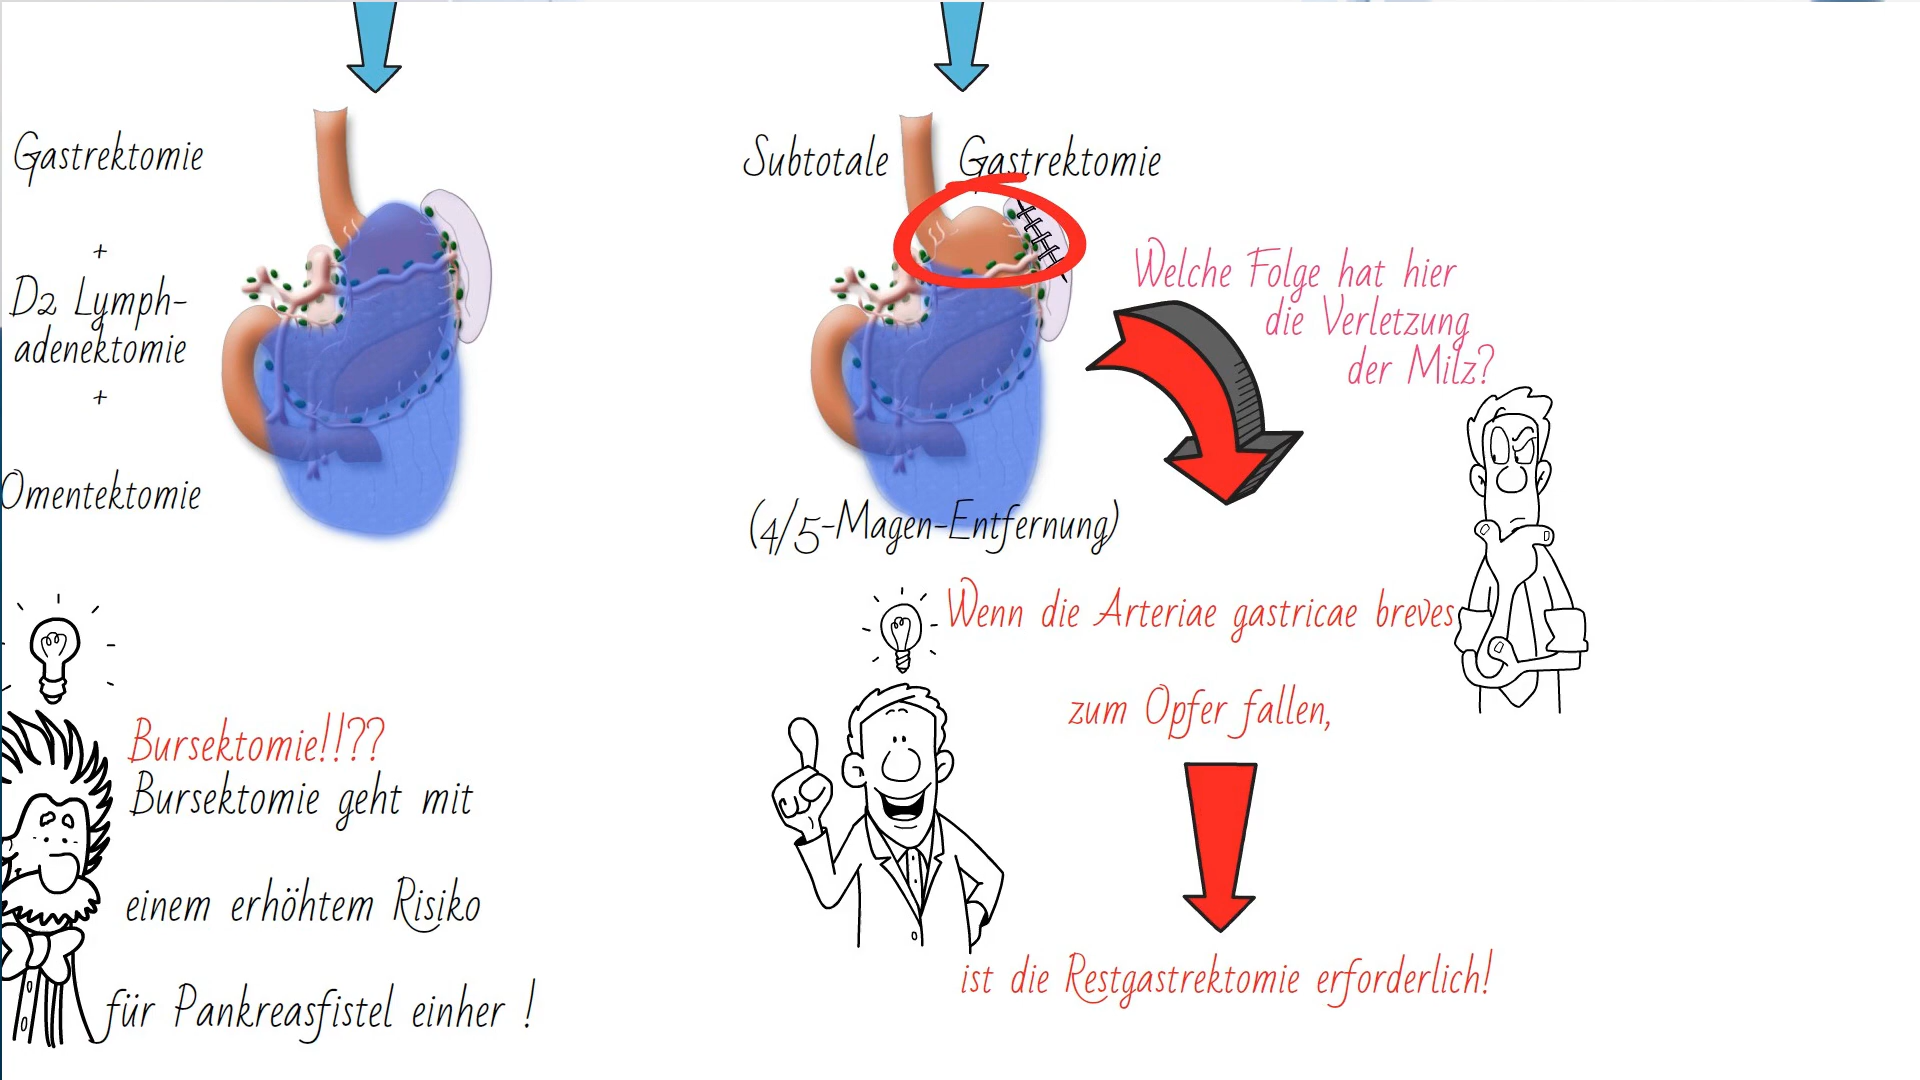 Gastrektomie
+
D2 Lymph-
adenektomie
+
Omentektomie
Bursektomie!!??
Bursektomie geht mit
einem erhöhtem Risiko
für Pankreasfistel einher !
Subtotale Gastrektomie
(4/5-Magen-Entfernung)
Welche Folge hat hier
die Verletzung
der Milz?
Wenn die Arteriae gastricae breves
zum Opfer fallen,
ist die Restgastrektomie erforderlich!